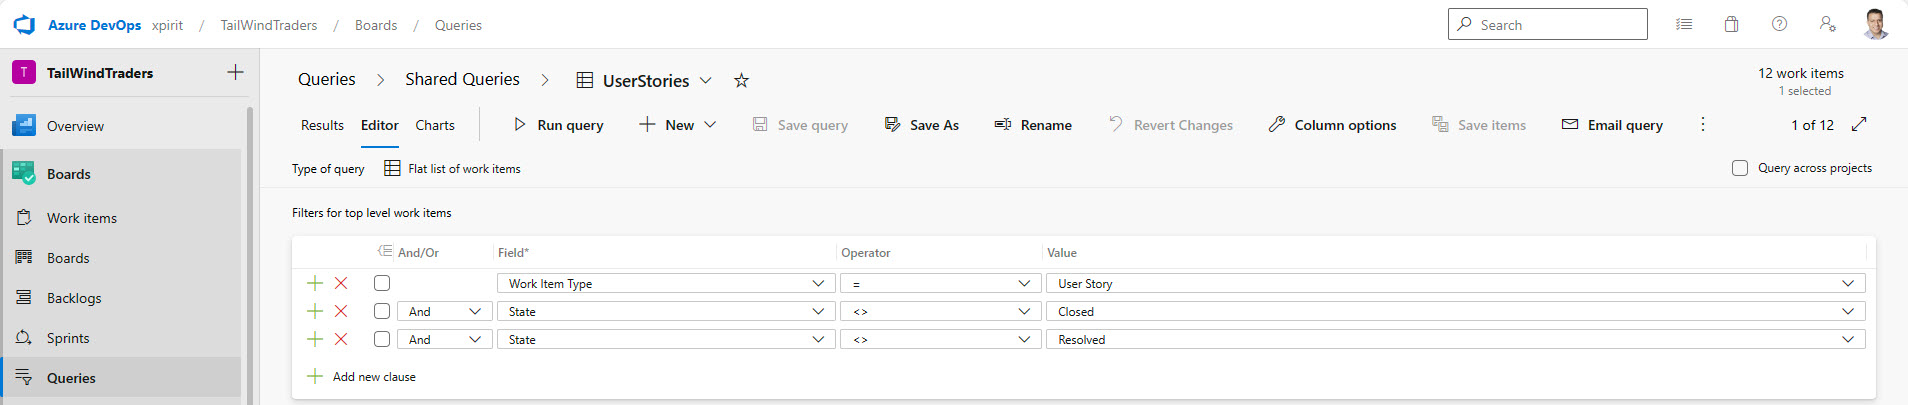 Azure DevOps xpirit / TailWindTraders / Boards / Queries Search
T TailWindTraders
Queries > Shared Queries > UserStories
12 work items
1 selected
Overview
Results Editor Charts Run query New Save query Save As Rename Revert Changes Column options Save items Email query 1 of 12
Boards
Type of query Flat list of work items Query across projects
Work items
Filters for top level work items
Boards
And/Or Field* Operator Value
Work Item Type = User Story
Backlogs
And State <> Closed
Sprints
And State <> Resolved
Queries
Add new clause